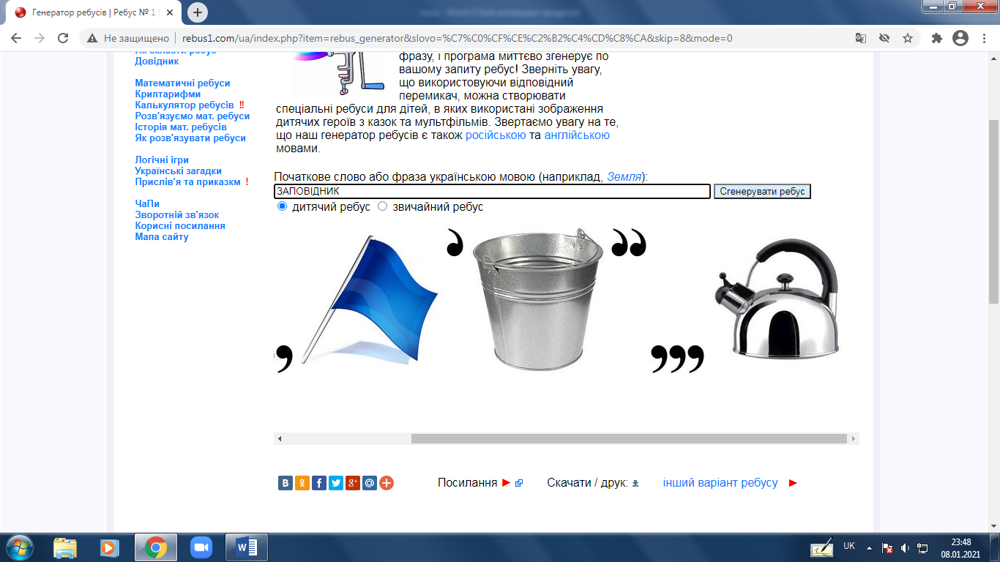 Генератор ребусів | Ребус № 1 |
Не защищено
rebus1.com/ua/index.php?item=rebus_generator&slovo=%C7%C0%CF%CE%C2%B2%C4%CD%C8%CA&skip=8&mode=0
Довідник
Математичні ребуси
Криптарифми
Калькулятор ребусів !!
Розв'язуємо мат. ребуси
Історія мат. ребусів
Як розв'язувати ребуси
Логічні ігри
Українські загадки
Прислів'я та приказкм !
ЧаПи
Зворотній зв'язок
Корисні посилання
Мапа сайту
фразу, і програма миттєво згенерує по
вашому запиту ребус! Зверніть увагу,
що використовуючи відповідний
перемикач, можна створювати
спеціальні ребуси для дітей, в яких використані зображення
дитячих героїв з казок та мультфільмів. Звертаємо увагу на те,
що наш генератор ребусів є також російською та англійською
мовами.
Початкове слово або фраза українською мовою (наприклад, Земля):
ЗАПОВІДНИК
Сгенерувати ребус
дитячий ребус звичайний ребус
, ’ ’’ ,,,
Посилання Скачати / друк: інший варіант ребусу
UK
23:48
08.01.2021